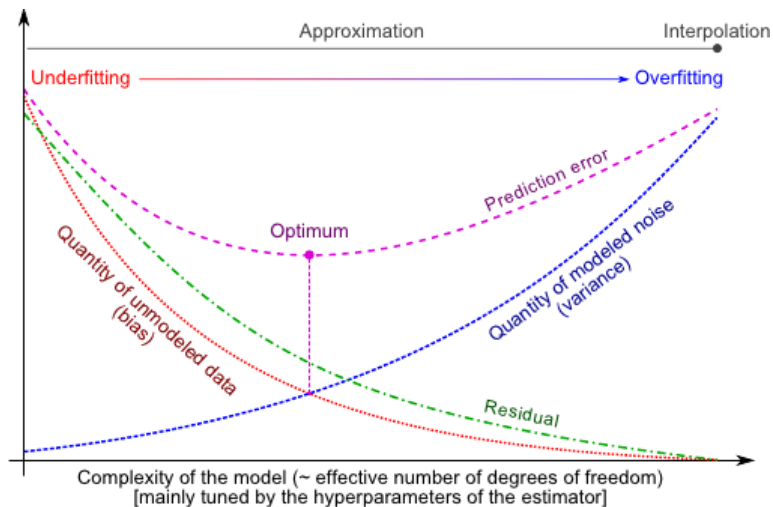 Approximation
Interpolation
Underfitting
Overfitting
Prediction error
Optimum
Quantity of unmodeled data
(bias)
Quantity of modeled noise
(variance)
Residual
Complexity of the model (~ effective number of degrees of freedom)
[mainly tuned by the hyperparameters of the estimator]